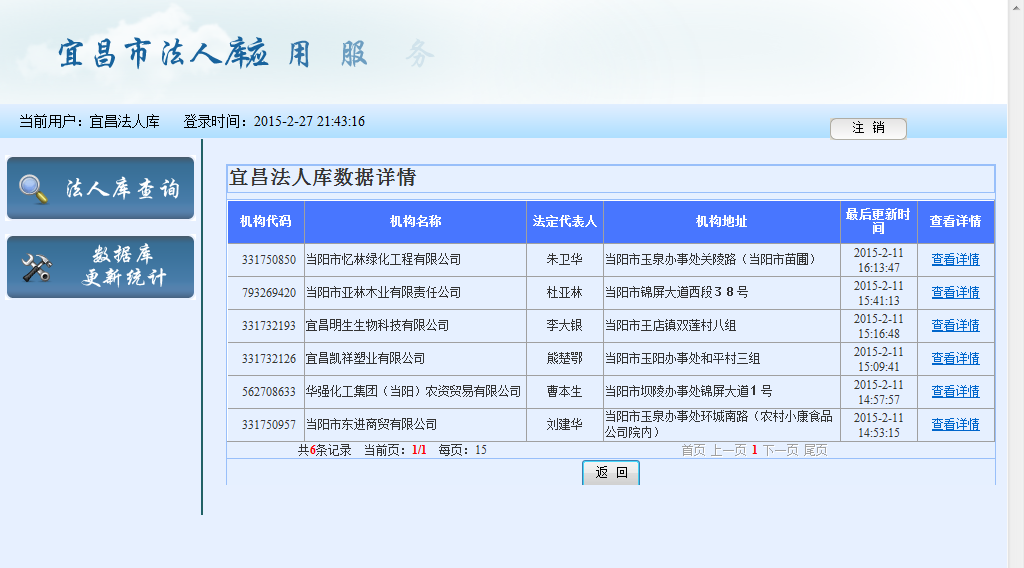 宜昌市法人库应用服务
当前用户：宜昌法人库 登录时间：2015-2-27 21:43:16
注 销
法人库查询
数据库
更新统计
宜昌法人库数据详情
机构代码 机构名称 法定代表人 机构地址 最后更新时间 查看详情
331750850 当阳市忆林绿化工程有限公司 朱卫华 当阳市玉泉办事处关陵路（当阳市苗圃） 2015-2-11 16:13:47 查看详情
793269420 当阳市亚林木业有限责任公司 杜亚林 当阳市锦屏大道西段３８号 2015-2-11 15:41:13 查看详情
331732193 宜昌明生生物科技有限公司 李大银 当阳市王店镇双莲村八组 2015-2-11 15:16:48 查看详情
331732126 宜昌凯祥塑业有限公司 熊楚鄂 当阳市玉阳办事处和平村三组 2015-2-11 15:09:41 查看详情
562708633 华强化工集团（当阳）农资贸易有限公司 曹本生 当阳市坝陵办事处锦屏大道1号 2015-2-11 14:57:57 查看详情
331750957 当阳市东进商贸有限公司 刘建华 当阳市玉泉办事处环城南路（农村小康食品公司院内） 2015-2-11 14:53:15 查看详情
共6条记录 当前页：1/1 每页：15 首页 上一页 1 下一页 尾页
返 回